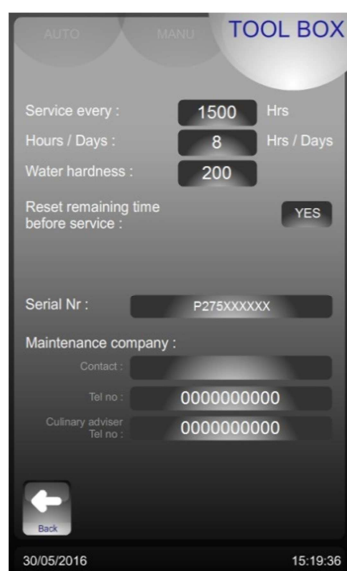 AUTO MANU TOOL BOX
Service every : 1500 Hrs
Hours / Days : 8 Hrs / Days
Water hardness : 200
Reset remaining time
before service : YES
Serial Nr : P275XXXXXX
Maintenance company :
Contact :
Tel no : 0000000000
Culinary adviser
Tel no : 0000000000
Back
30/05/2016 15:19:36